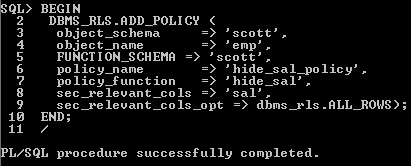 SQL> BEGIN
2 DBMS_RLS.ADD_POLICY (
3 object_schema => 'scott',
4 object_name => 'emp',
5 FUNCTION_SCHEMA => 'scott',
6 policy_name => 'hide_sal_policy',
7 policy_function => 'hide_sal',
8 sec_relevant_cols => 'sal',
9 sec_relevant_cols_opt => dbms_rls.ALL_ROWS);
10 END;
11 /
PL/SQL procedure successfully completed.